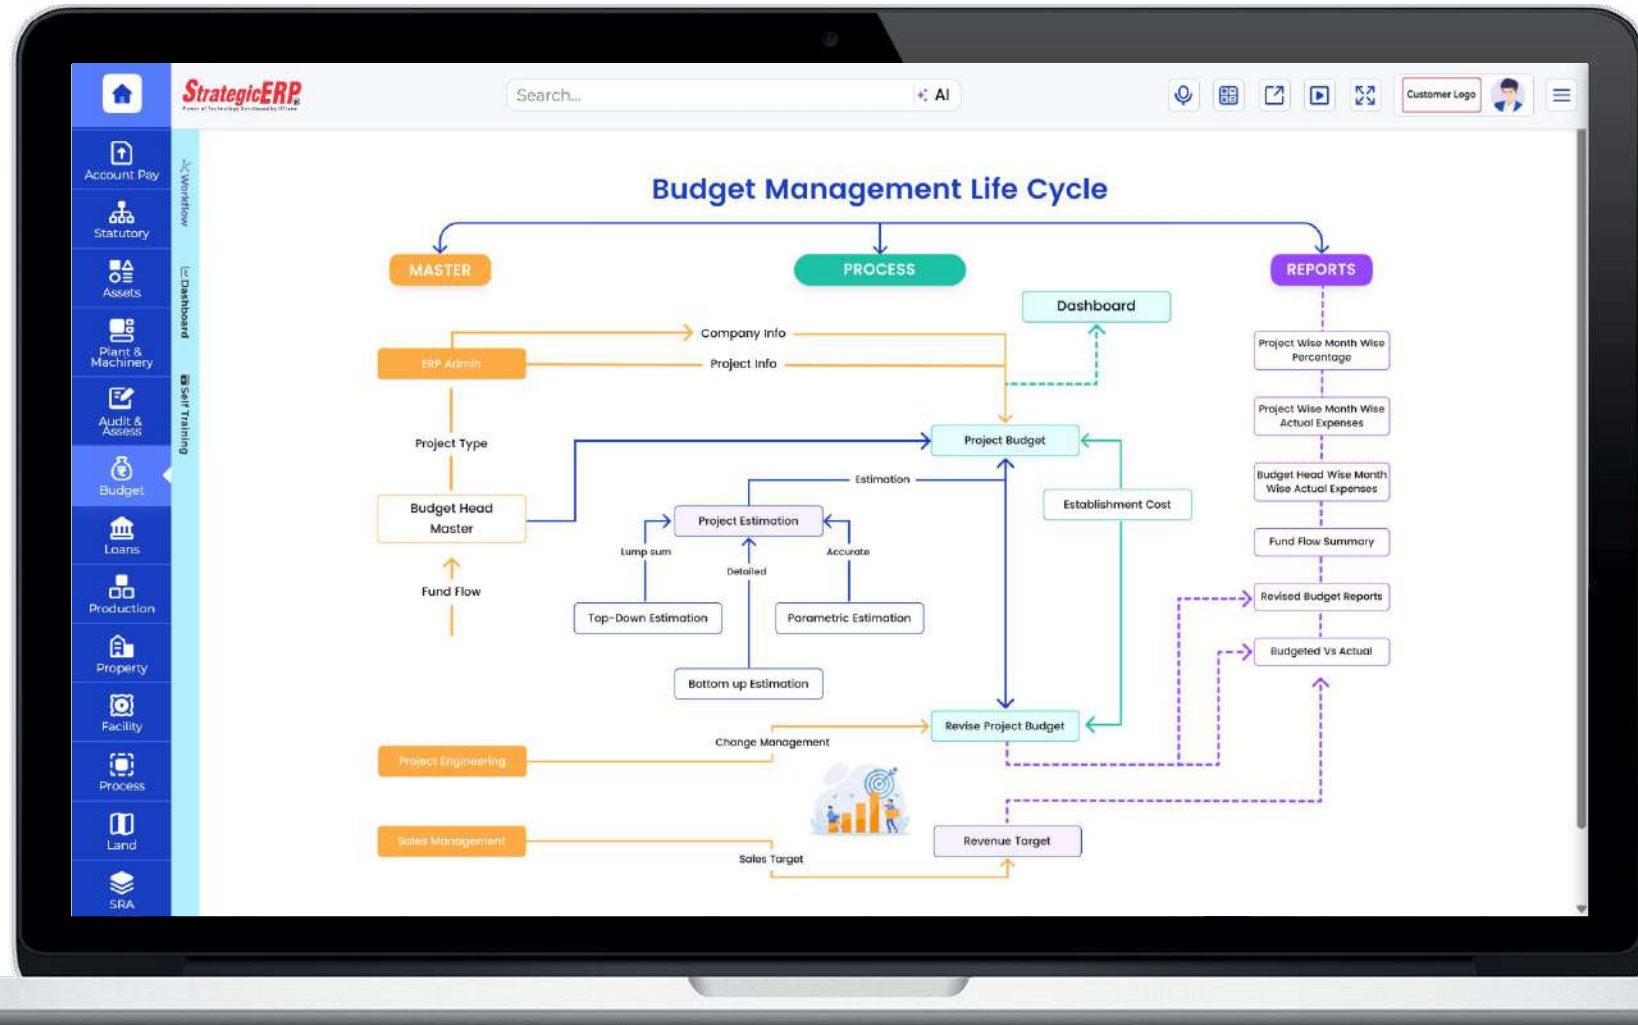 StrategicERP
Search...
AI
Customer Logo
Account Pay
Statutory
Assets
Plant &
Machinery
Audit &
Assess
Budget
Loans
Production
Property
Facility
Process
Land
SRA
Workflow
Dashboard
Self Training
Budget Management Life Cycle
MASTER
PROCESS
REPORTS
Dashboard
Company Info
ERP Admin
Project Info
Project Type
Project Budget
Budget Head
Master
Estimation
Establishment Cost
Project Estimation
Lump sum
Detailed
Accurate
Fund Flow
Top-Down Estimation
Parametric Estimation
Bottom up Estimation
Revise Project Budget
Change Management
Project Engineering
Sales Management
Sales Target
Revenue Target
Project Wise Month Wise
Percentage
Project Wise Month Wise
Actual Expenses
Budget Head Wise Month
Wise Actual Expenses
Fund Flow Summary
Revised Budget Reports
Budgeted Vs Actual